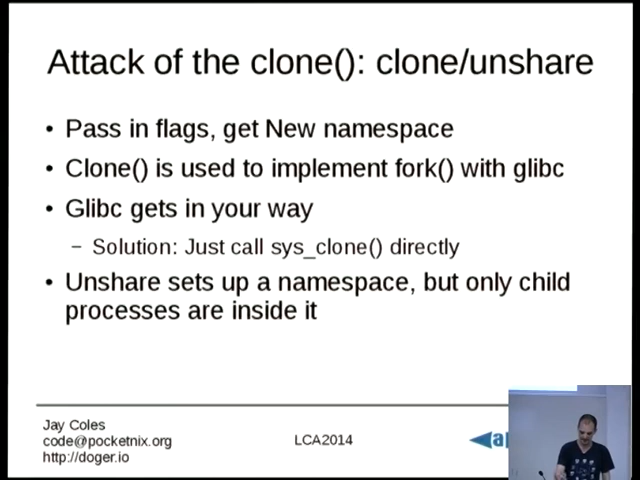 Attack of the clone(): clone/unshare
• Pass in flags, get New namespace
• Clone() is used to implement fork() with glibc
• Glibc gets in your way
– Solution: Just call sys_clone() directly
• Unshare sets up a namespace, but only child
processes are inside it
Jay Coles
code@pocketnix.org
http://doger.io
LCA2014